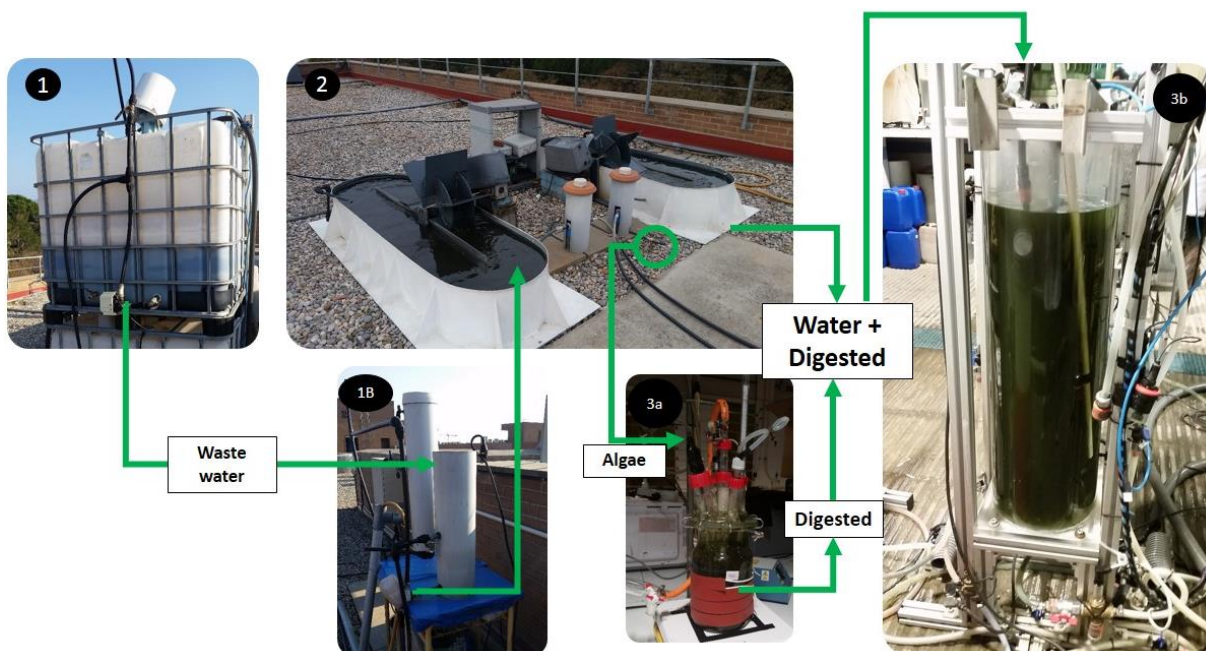 1
2
3b
Water +
Digested
1B
3a
Waste
water
Algae
Digested